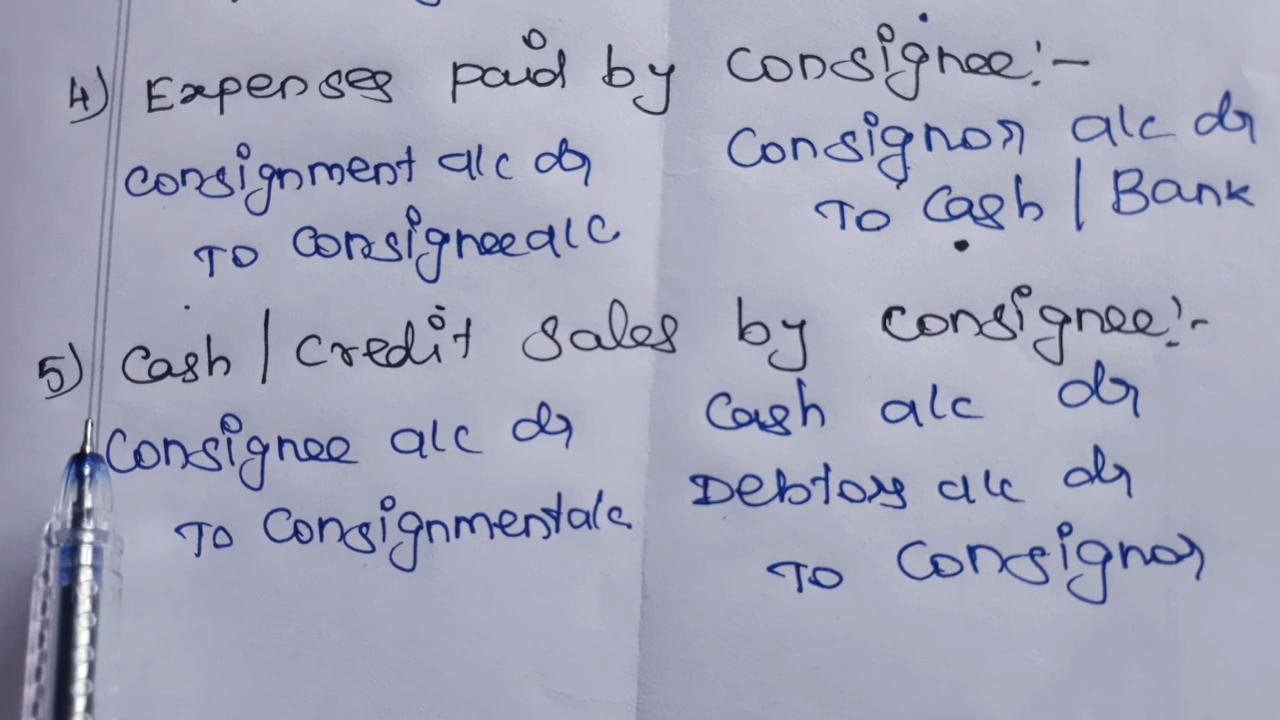 4) Expenses paid by consignee:-
consignment a/c dr
To consignee a/c
Consignor a/c dr
To Cash / Bank
5) Cash / Credit Sales by consignee:-
Consignee a/c dr
To Consignment a/c
Cash a/c dr
Debtors a/c dr
To Consignor